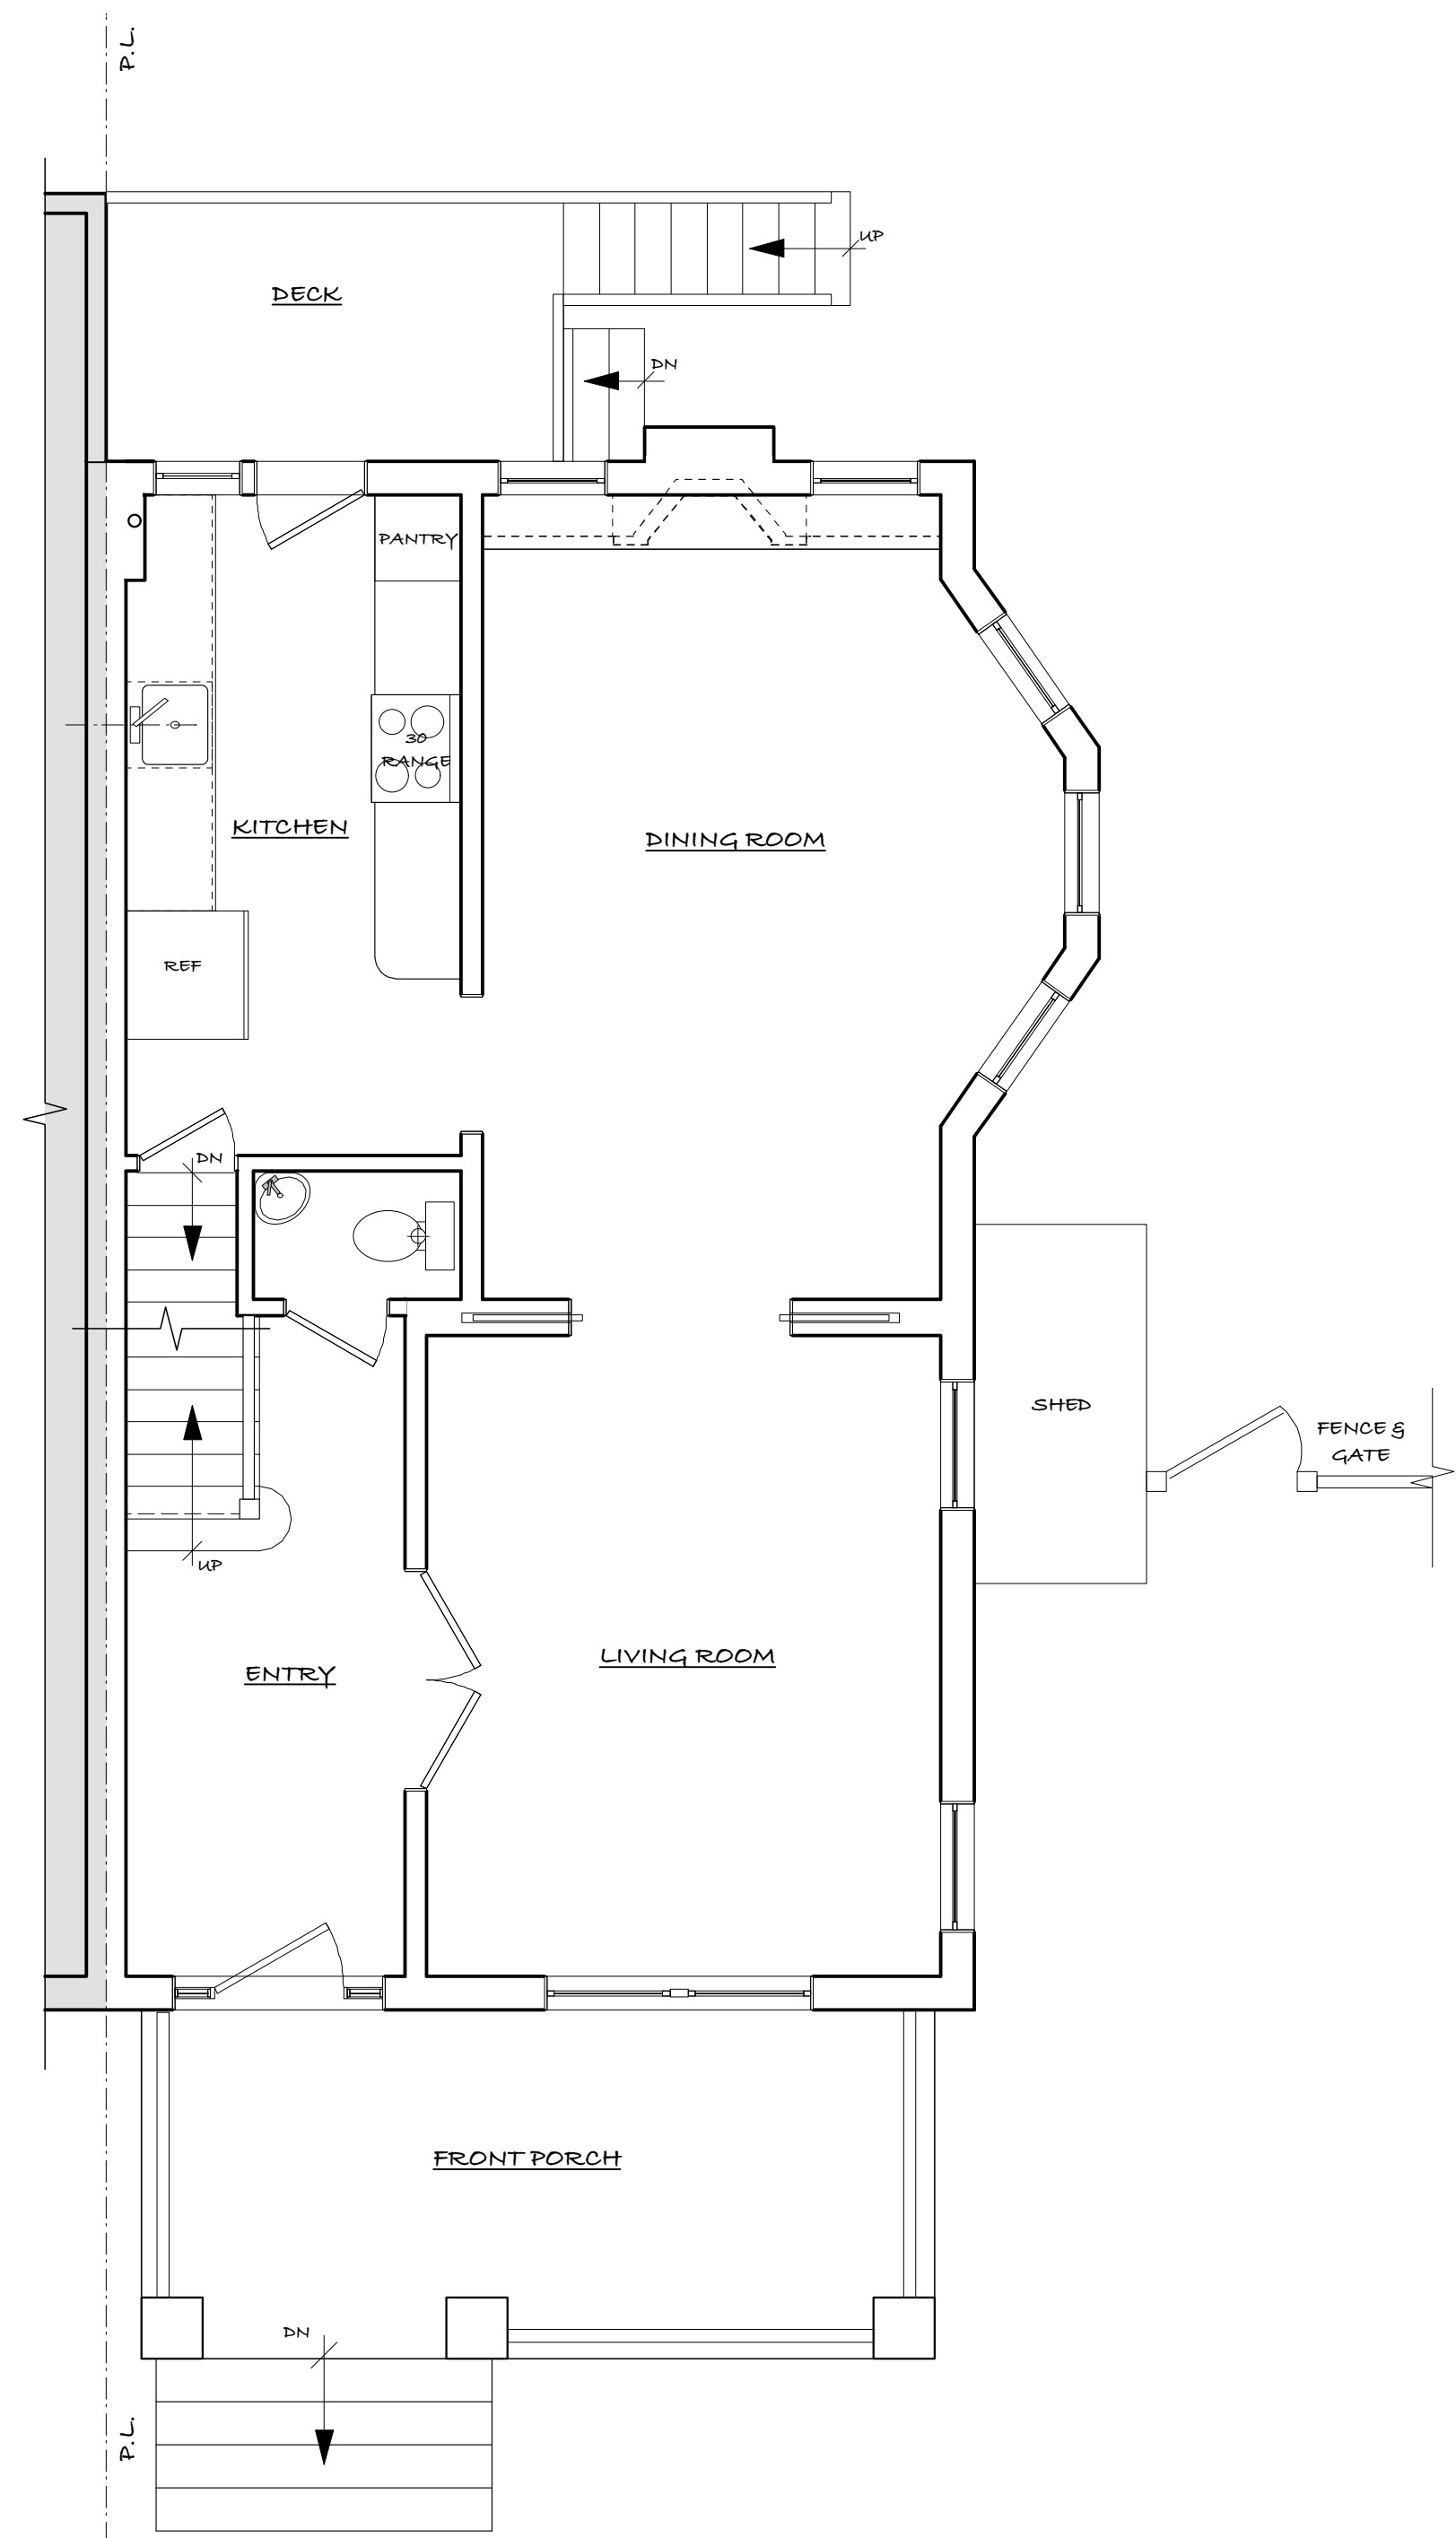 P.L.
UP
DECK
DN
PANTRY
30
RANGE
KITCHEN
DINING ROOM
REF
DN
SHED
FENCE &
GATE
UP
LIVING ROOM
ENTRY
FRONT PORCH
DN
P.L.